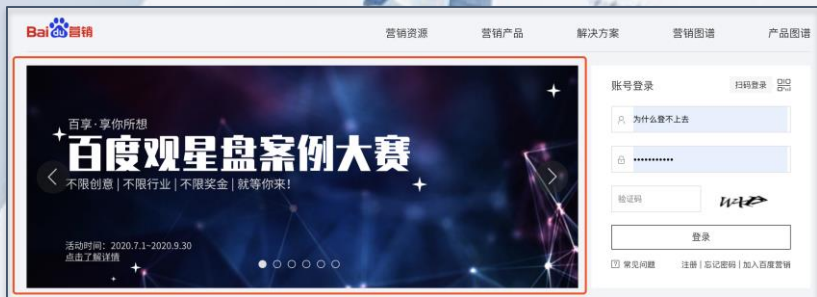 Bai du 营销
营销资源 营销产品 解决方案 营销图谱 产品图谱
百享·享你所想
百度观星盘案例大赛
不限创意 | 不限行业 | 不限奖金 | 就等你来！
活动时间：2020.7.1~2020.9.30
点击了解详情
账号登录 扫码登录
为什么登不上去
•••••••••••
验证码
登录
常见问题 注册 | 忘记密码 | 加入百度营销